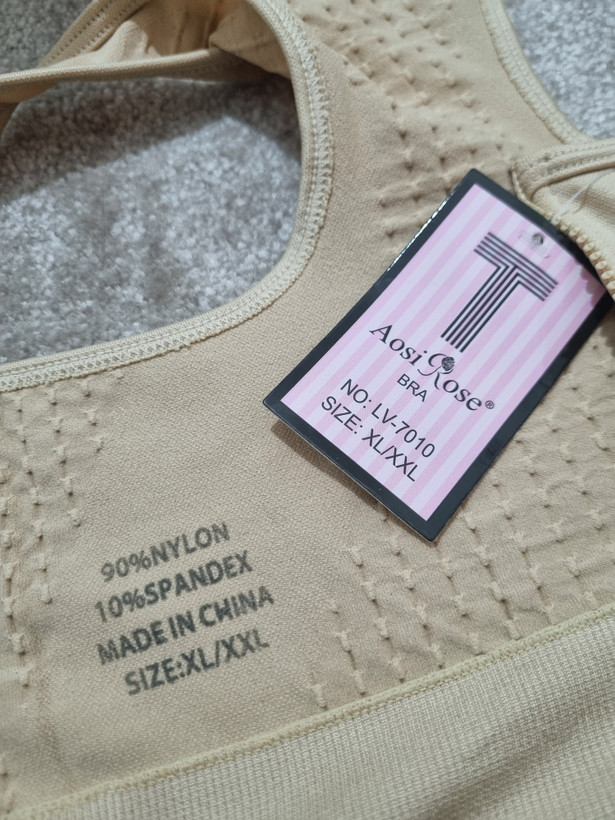 T
Aosi Rose®
BRA
NO: LV-7010
SIZE: XL/XXL
90%NYLON
10%SPANDEX
MADE IN CHINA
SIZE:XL/XXL